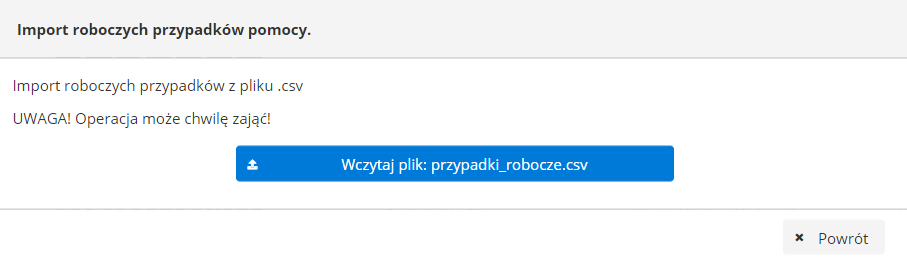 Import roboczych przypadków pomocy.
Import roboczych przypadków z pliku .csv
UWAGA! Operacja może chwilę zająć!
Wczytaj plik: przypadki_robocze.csv
Powrót